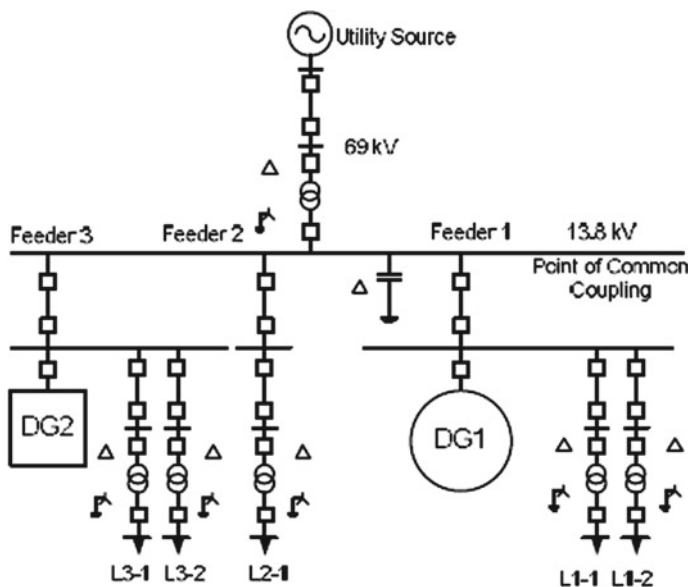 Utility Source
69 kV
Feeder 3
Feeder 2
Feeder 1
13.8 kV
Point of Common
Coupling
DG2
DG1
L3-1
L3-2
L2-1
L1-1
L1-2